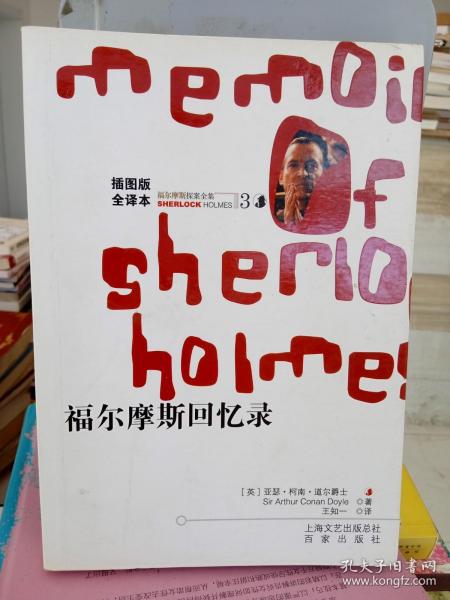 memoir
插图版
全译本
福尔摩斯探案全集
SHERLOCK HOLMES 3
Of
sherlo
holmes
福尔摩斯回忆录
[英]亚瑟·柯南·道尔爵士
Sir Arthur Conan Doyle ◎著
王知一 ◎译
上海文艺出版总社
百家出版社
孔夫子旧书网
www.kongfz.com